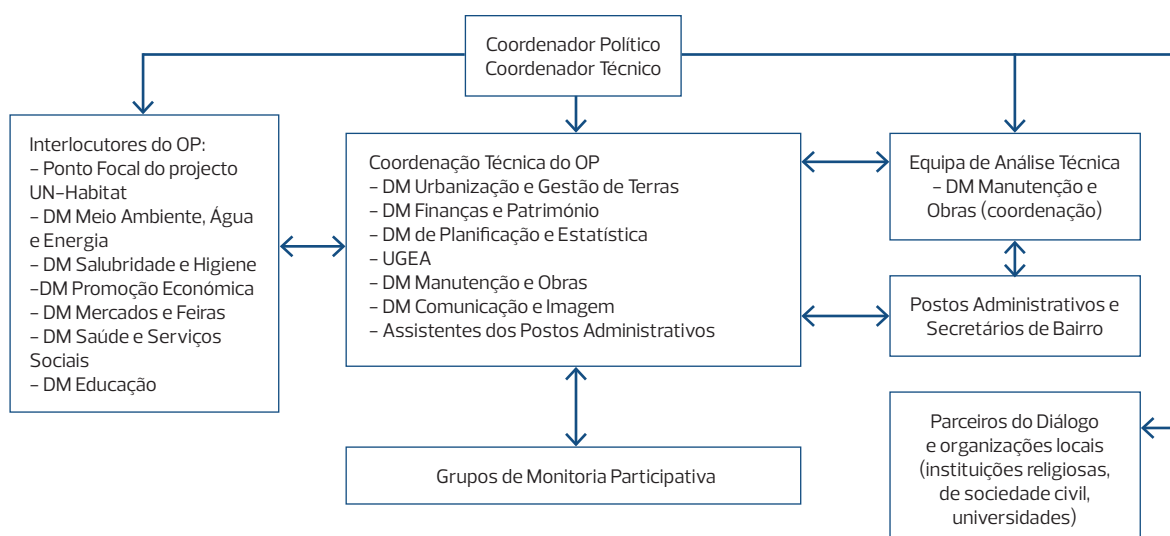 Coordenador Político
Coordenador Técnico
Interlocutores do OP:
– Ponto Focal do projecto
UN-Habitat
– DM Meio Ambiente, Água
e Energia
– DM Salubridade e Higiene
-DM Promoção Económica
– DM Mercados e Feiras
– DM Saúde e Serviços
Sociais
– DM Educação
Coordenação Técnica do OP
– DM Urbanização e Gestão de Terras
– DM Finanças e Património
– DM de Planificação e Estatística
– UGEA
– DM Manutenção e Obras
– DM Comunicação e Imagem
– Assistentes dos Postos Administrativos
Equipa de Análise Técnica
– DM Manutenção e
Obras (coordenação)
Postos Administrativos e
Secretários de Bairro
Grupos de Monitoria Participativa
Parceiros do Diálogo
e organizações locais
(instituições religiosas,
de sociedade civil,
universidades)